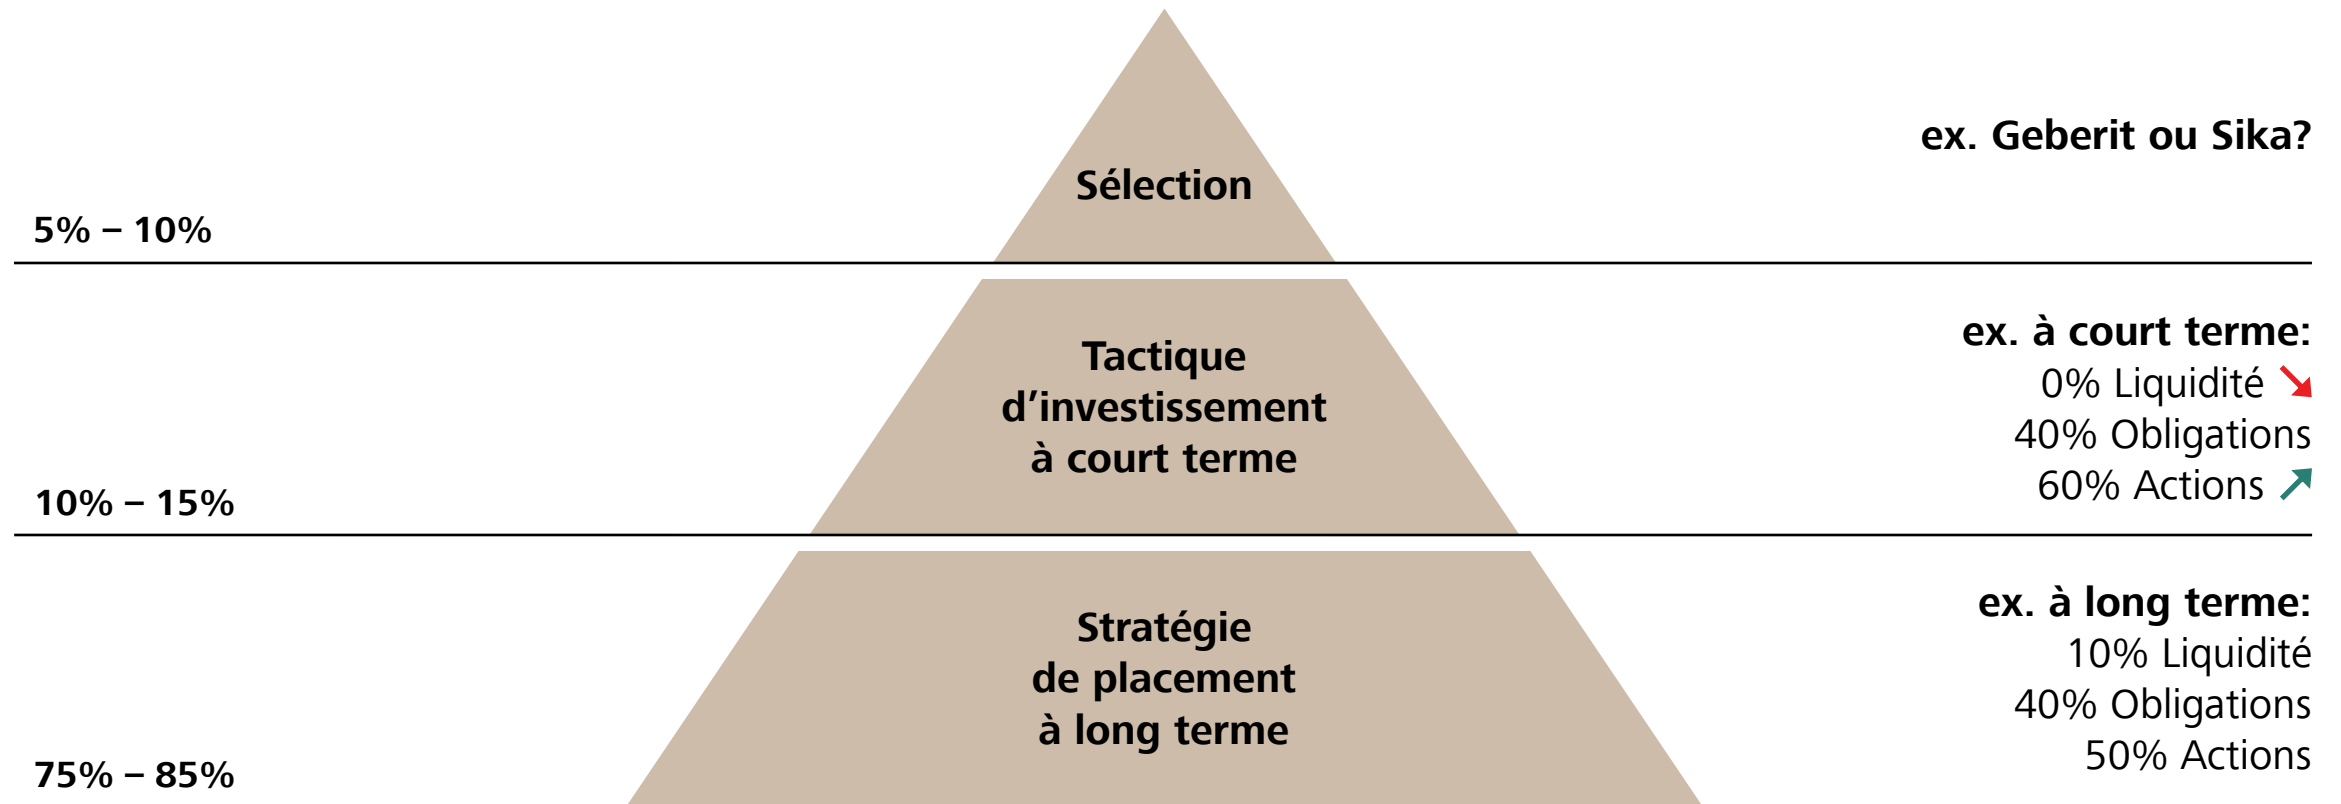 ex. Geberit ou Sika?
Sélection
5% – 10%
Tactique
d’investissement
à court terme
ex. à court terme:
0% Liquidité
40% Obligations
60% Actions
10% – 15%
Stratégie
de placement
à long terme
ex. à long terme:
10% Liquidité
40% Obligations
50% Actions
75% – 85%